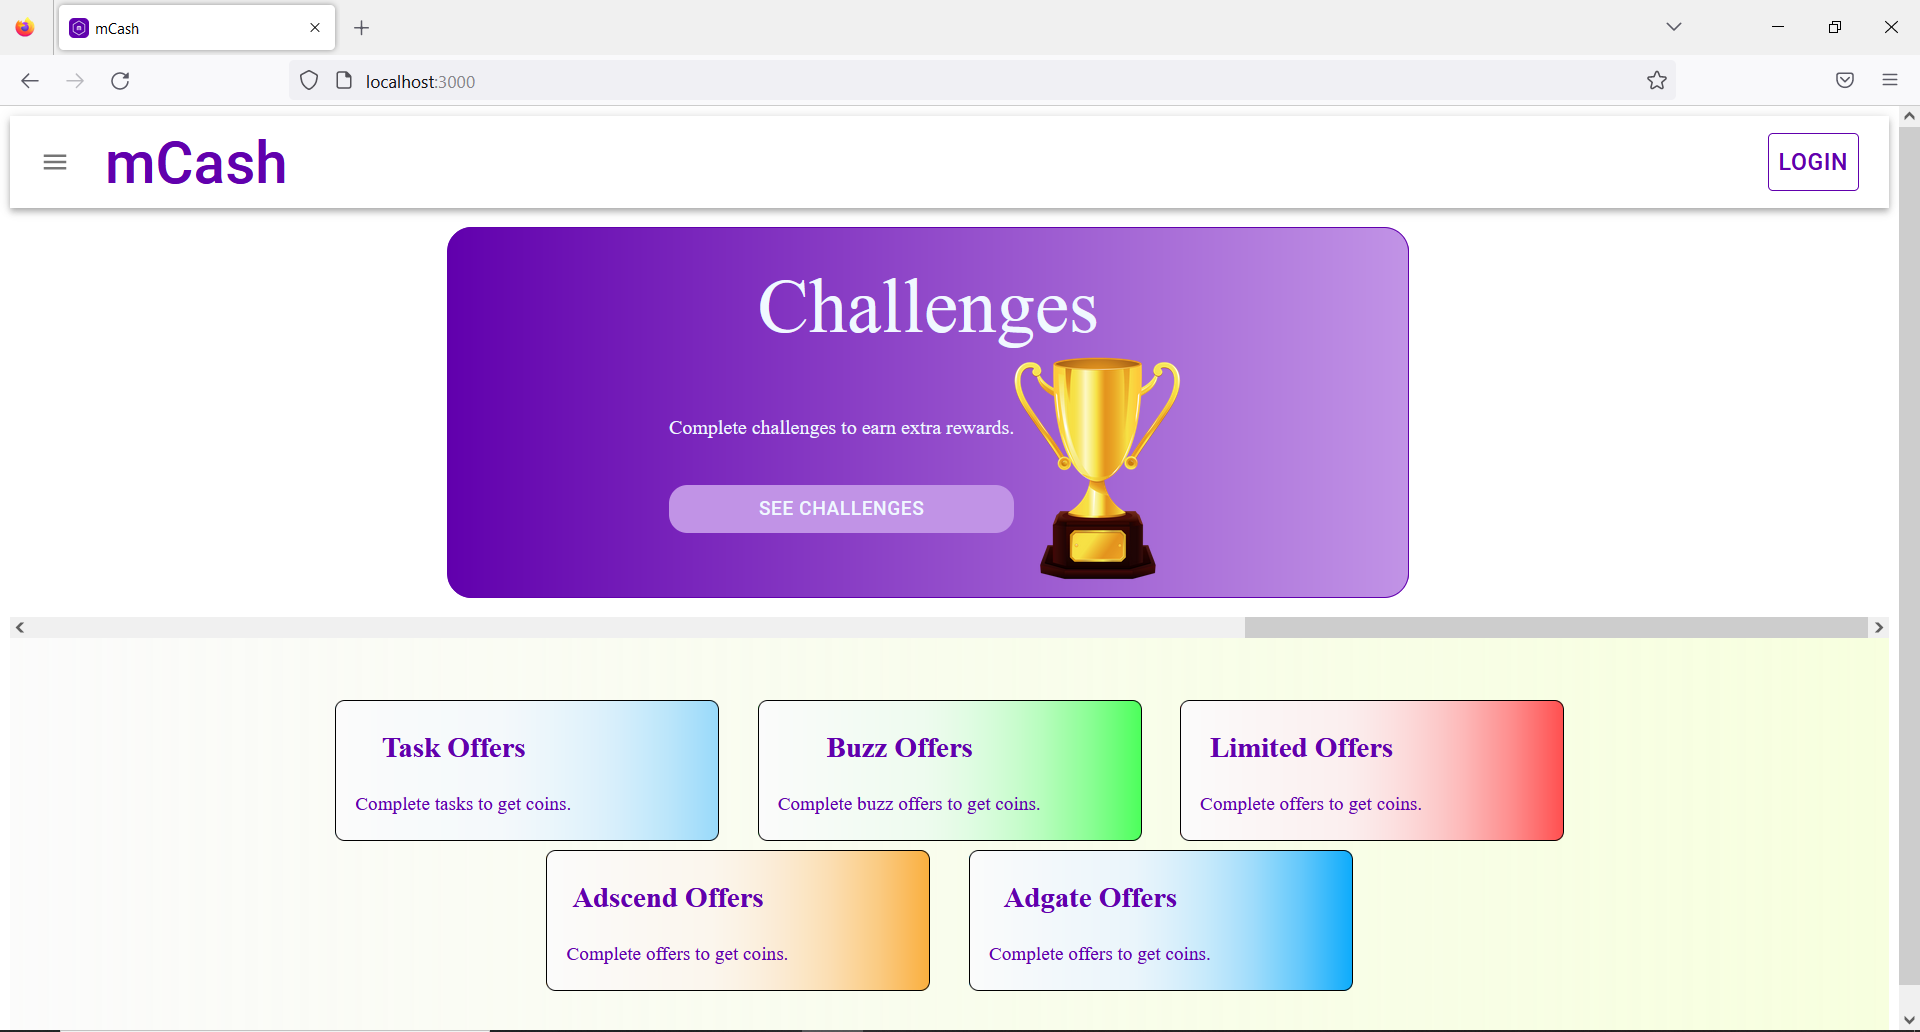 mCash
localhost:3000
mCash
LOGIN
Challenges
Complete challenges to earn extra rewards.
SEE CHALLENGES
Task Offers
Complete tasks to get coins.
Buzz Offers
Complete buzz offers to get coins.
Limited Offers
Complete offers to get coins.
Adscend Offers
Complete offers to get coins.
Adgate Offers
Complete offers to get coins.